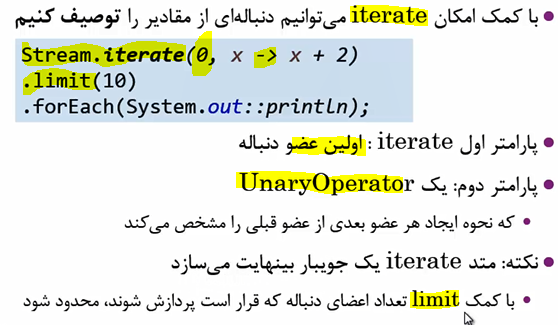 با کمک امکان iterate می‌توانیم دنباله‌ای از مقادیر را توصیف کنیم
Stream.iterate(0, x -> x + 2)
.limit(10)
.forEach(System.out::println);
پارامتر اول iterate : اولین عضو دنباله
پارامتر دوم: یک UnaryOperator
که نحوه ایجاد هر عضو بعدی از عضو قبلی را مشخص می‌کند
نکته: متد iterate یک جویبار بینهایت می‌سازد
با کمک limit تعداد اعضای دنباله که قرار است پردازش شوند، محدود شود